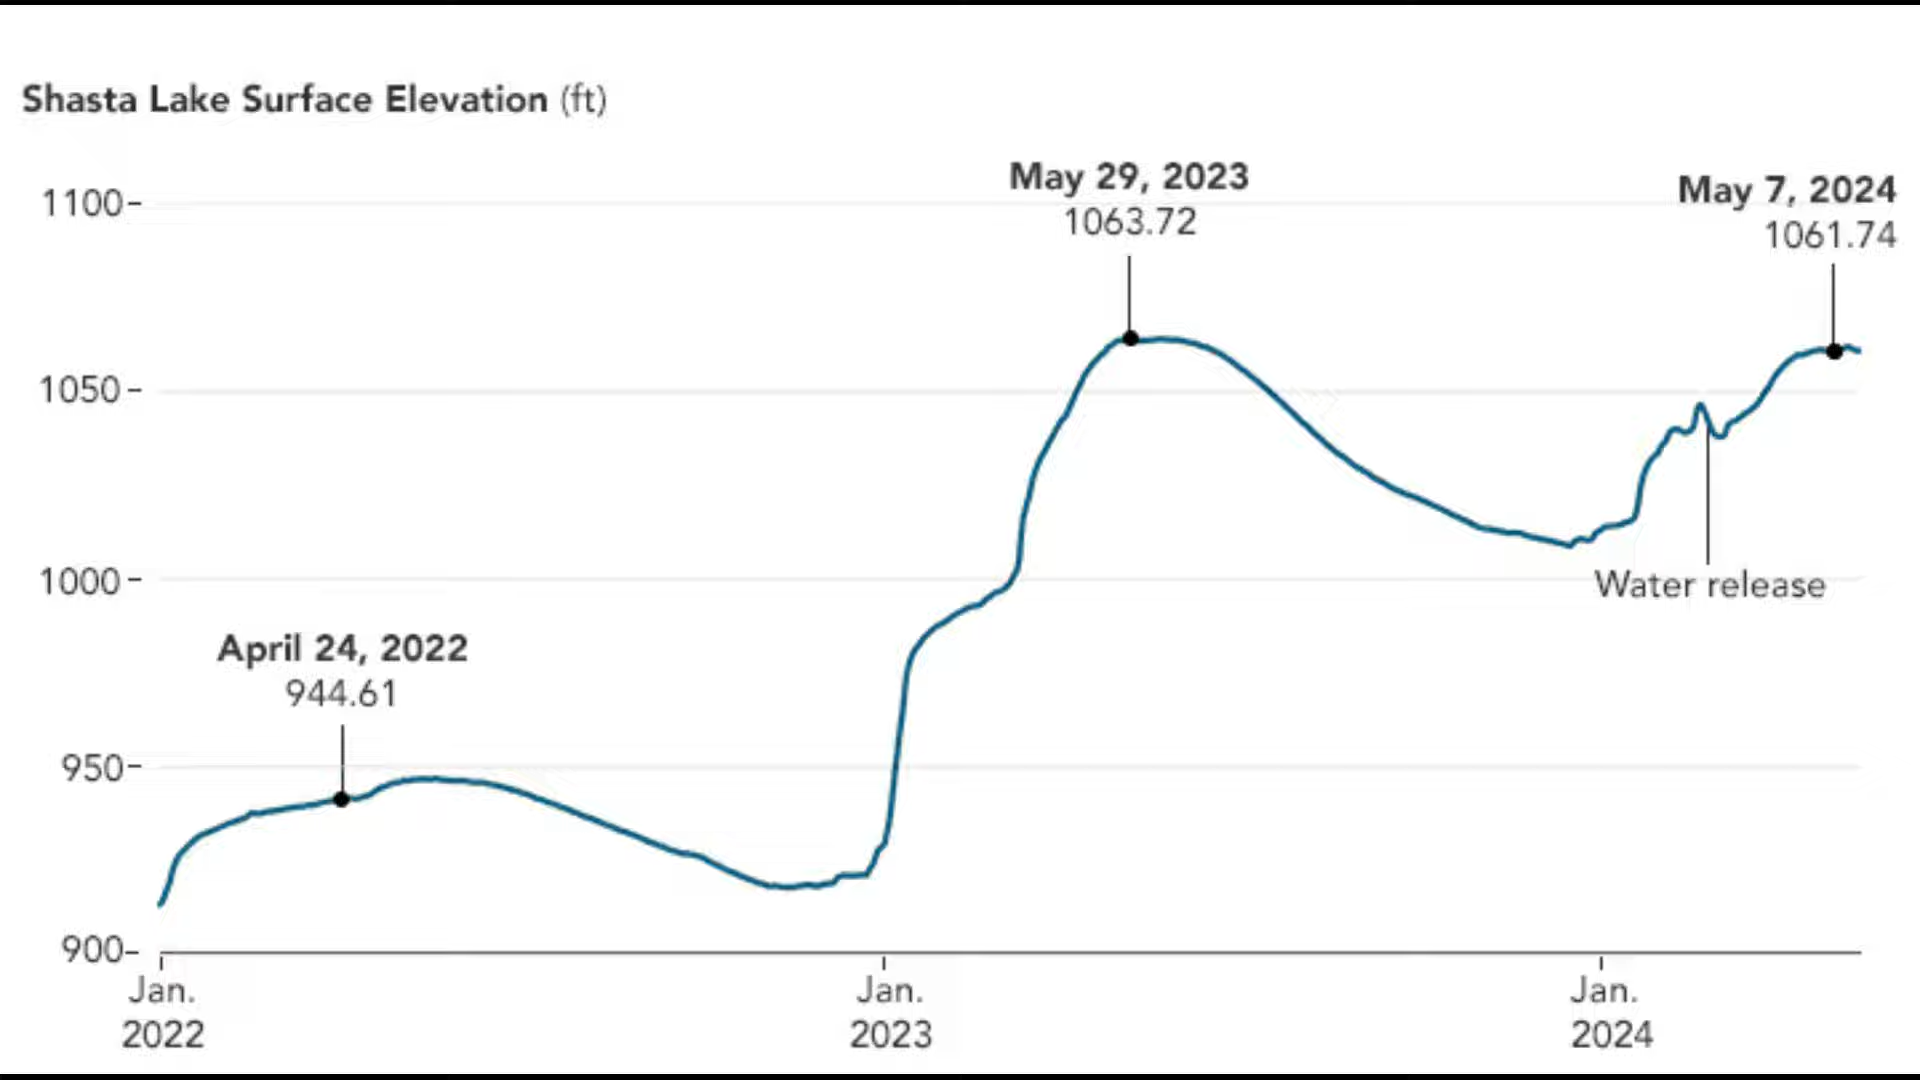 Shasta Lake Surface Elevation (ft)
May 29, 2023
1063.72
May 7, 2024
1061.74
1100
1050
1000
Water release
April 24, 2022
944.61
950
900
Jan.
2022
Jan.
2023
Jan.
2024